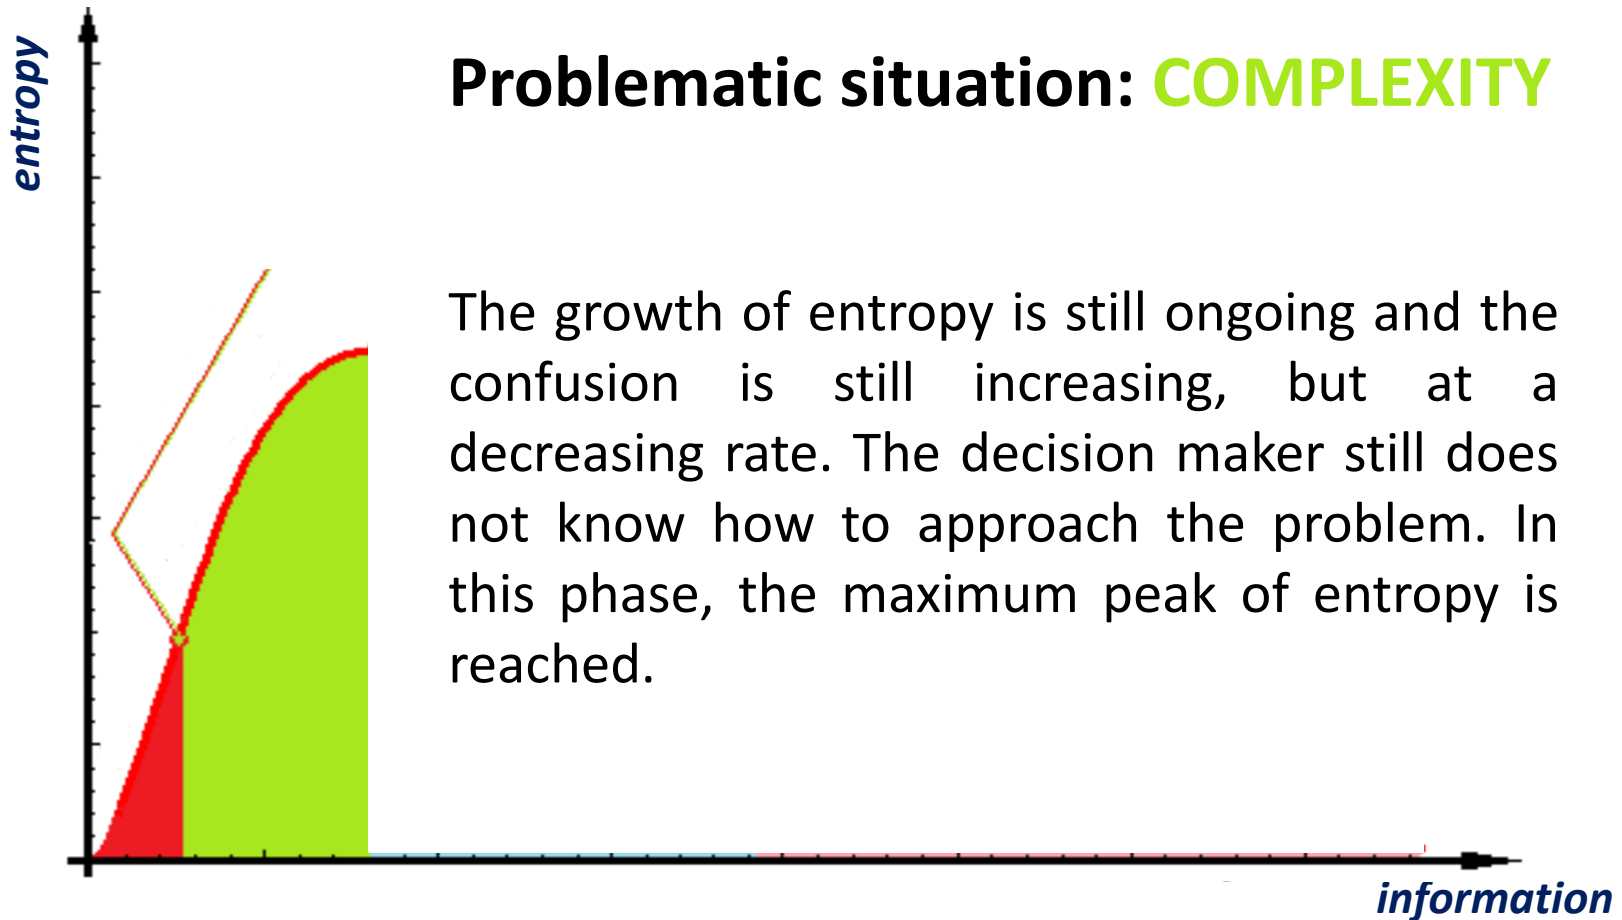 entropy
Problematic situation: COMPLEXITY
The growth of entropy is still ongoing and the
confusion is still increasing, but at a
decreasing rate. The decision maker still does
not know how to approach the problem. In
this phase, the maximum peak of entropy is
reached.
information